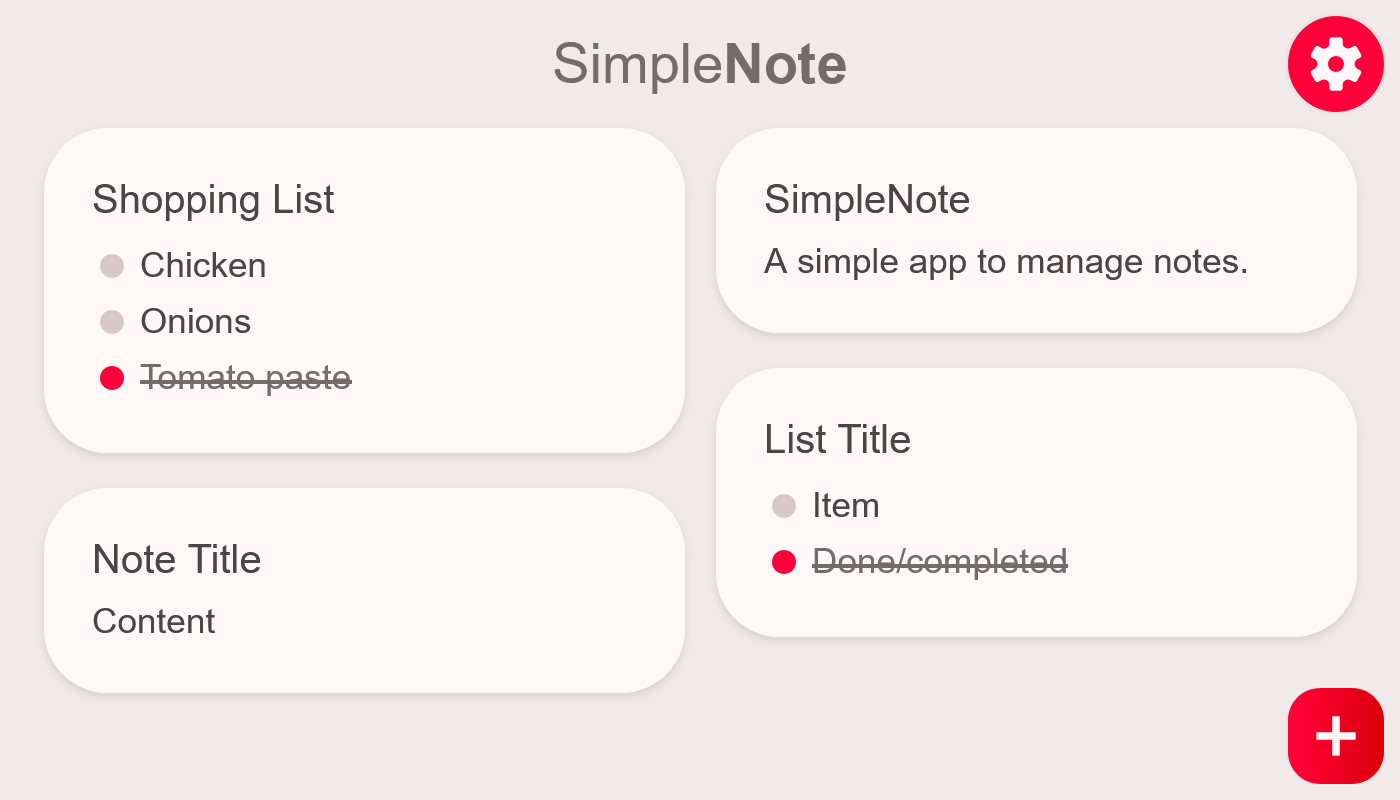 SimpleNote
Shopping List
Chicken
Onions
Tomato paste
Note Title
Content
SimpleNote
A simple app to manage notes.
List Title
Item
Done/completed